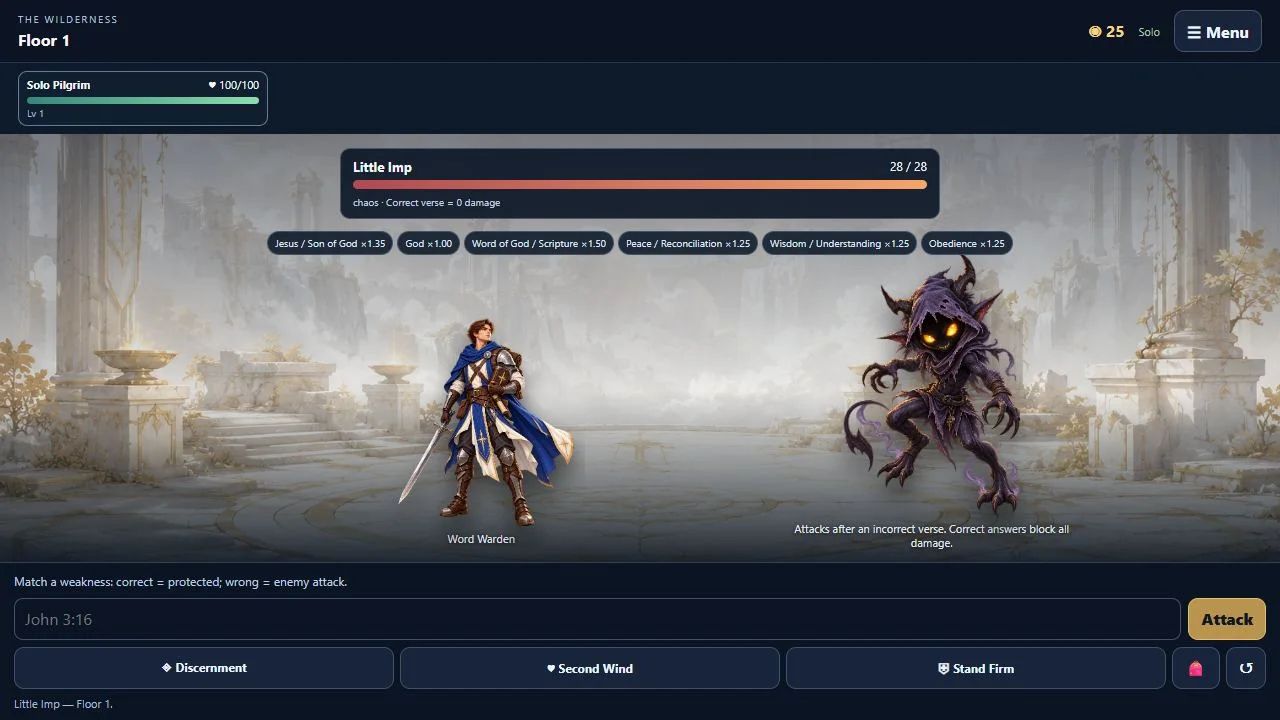 THE WILDERNESS
Floor 1
25 Solo ☰ Menu
Solo Pilgrim ♥ 100/100
Lv 1
Little Imp 28 / 28
chaos · Correct verse = 0 damage
Jesus / Son of God ×1.35 God ×1.00 Word of God / Scripture ×1.50 Peace / Reconciliation ×1.25 Wisdom / Understanding ×1.25 Obedience ×1.25
Word Warden
Attacks after an incorrect verse. Correct answers block all
damage.
Match a weakness: correct = protected; wrong = enemy attack.
John 3:16 Attack
Discernment ♥ Second Wind Stand Firm
Little Imp — Floor 1.